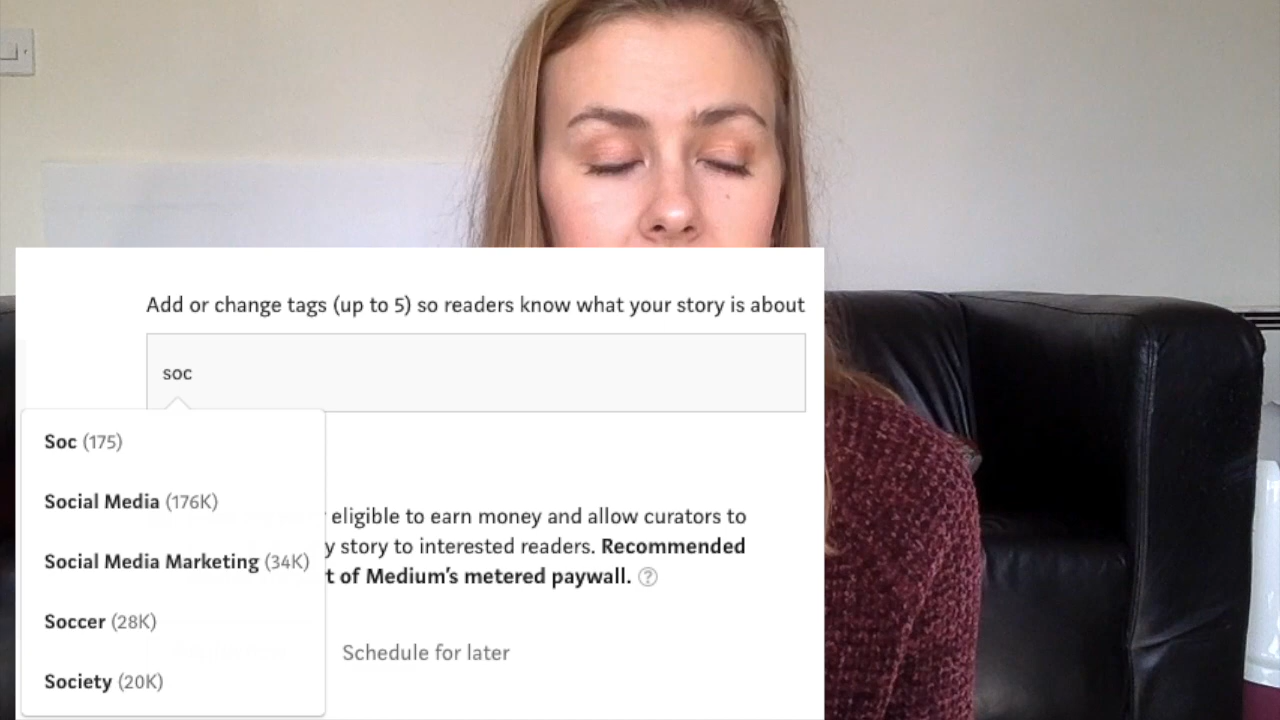 Add or change tags (up to 5) so readers know what your story is about
soc
Soc (175)
Social Media (176K)
Social Media Marketing (34K)
Soccer (28K)
Society (20K)
eligible to earn money and allow curators to
y story to interested readers. Recommended
t of Medium's metered paywall. ?
Schedule for later